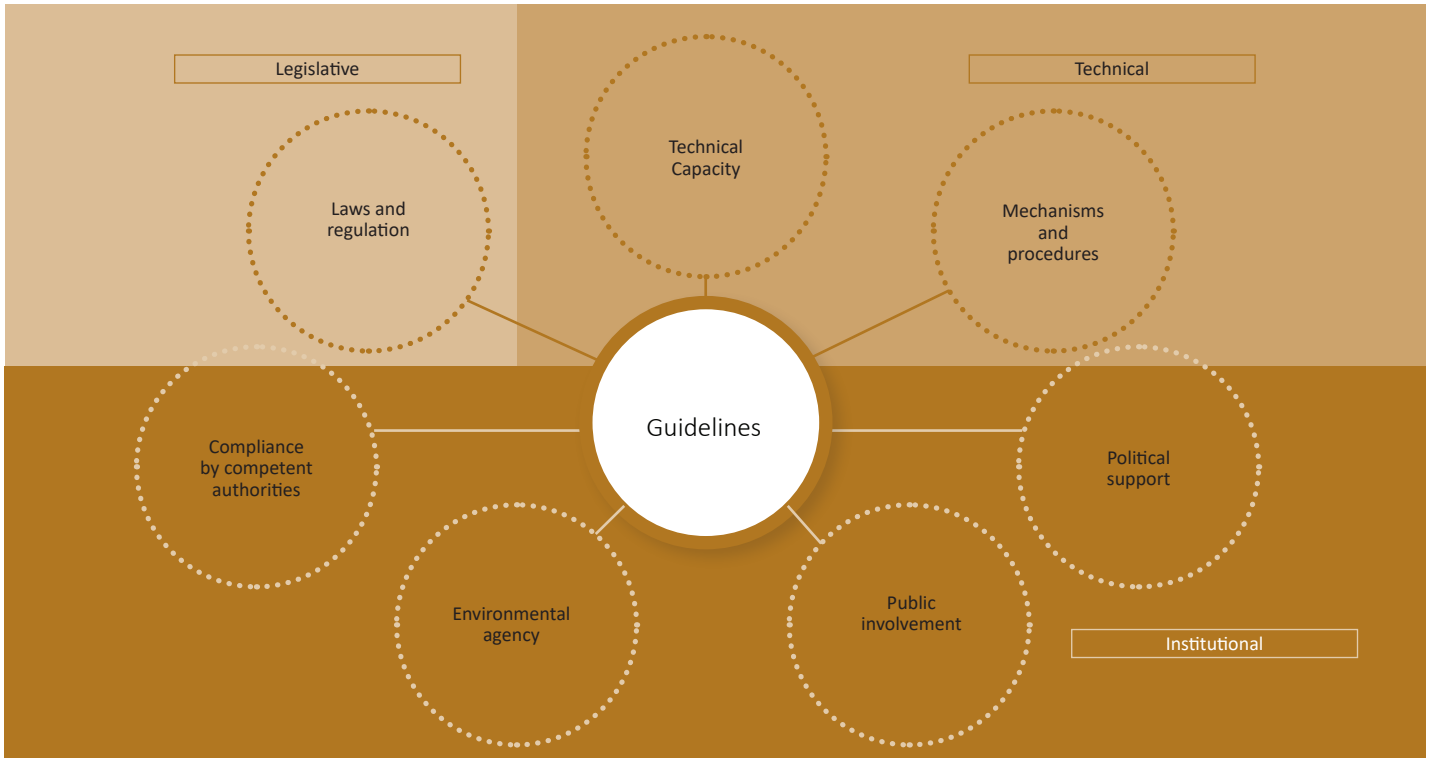 Legislative
Technical
Technical
Capacity
Laws and
regulation
Mechanisms
and
procedures
Guidelines
Compliance
by competent
authorities
Political
support
Environmental
agency
Public
involvement
Institutional